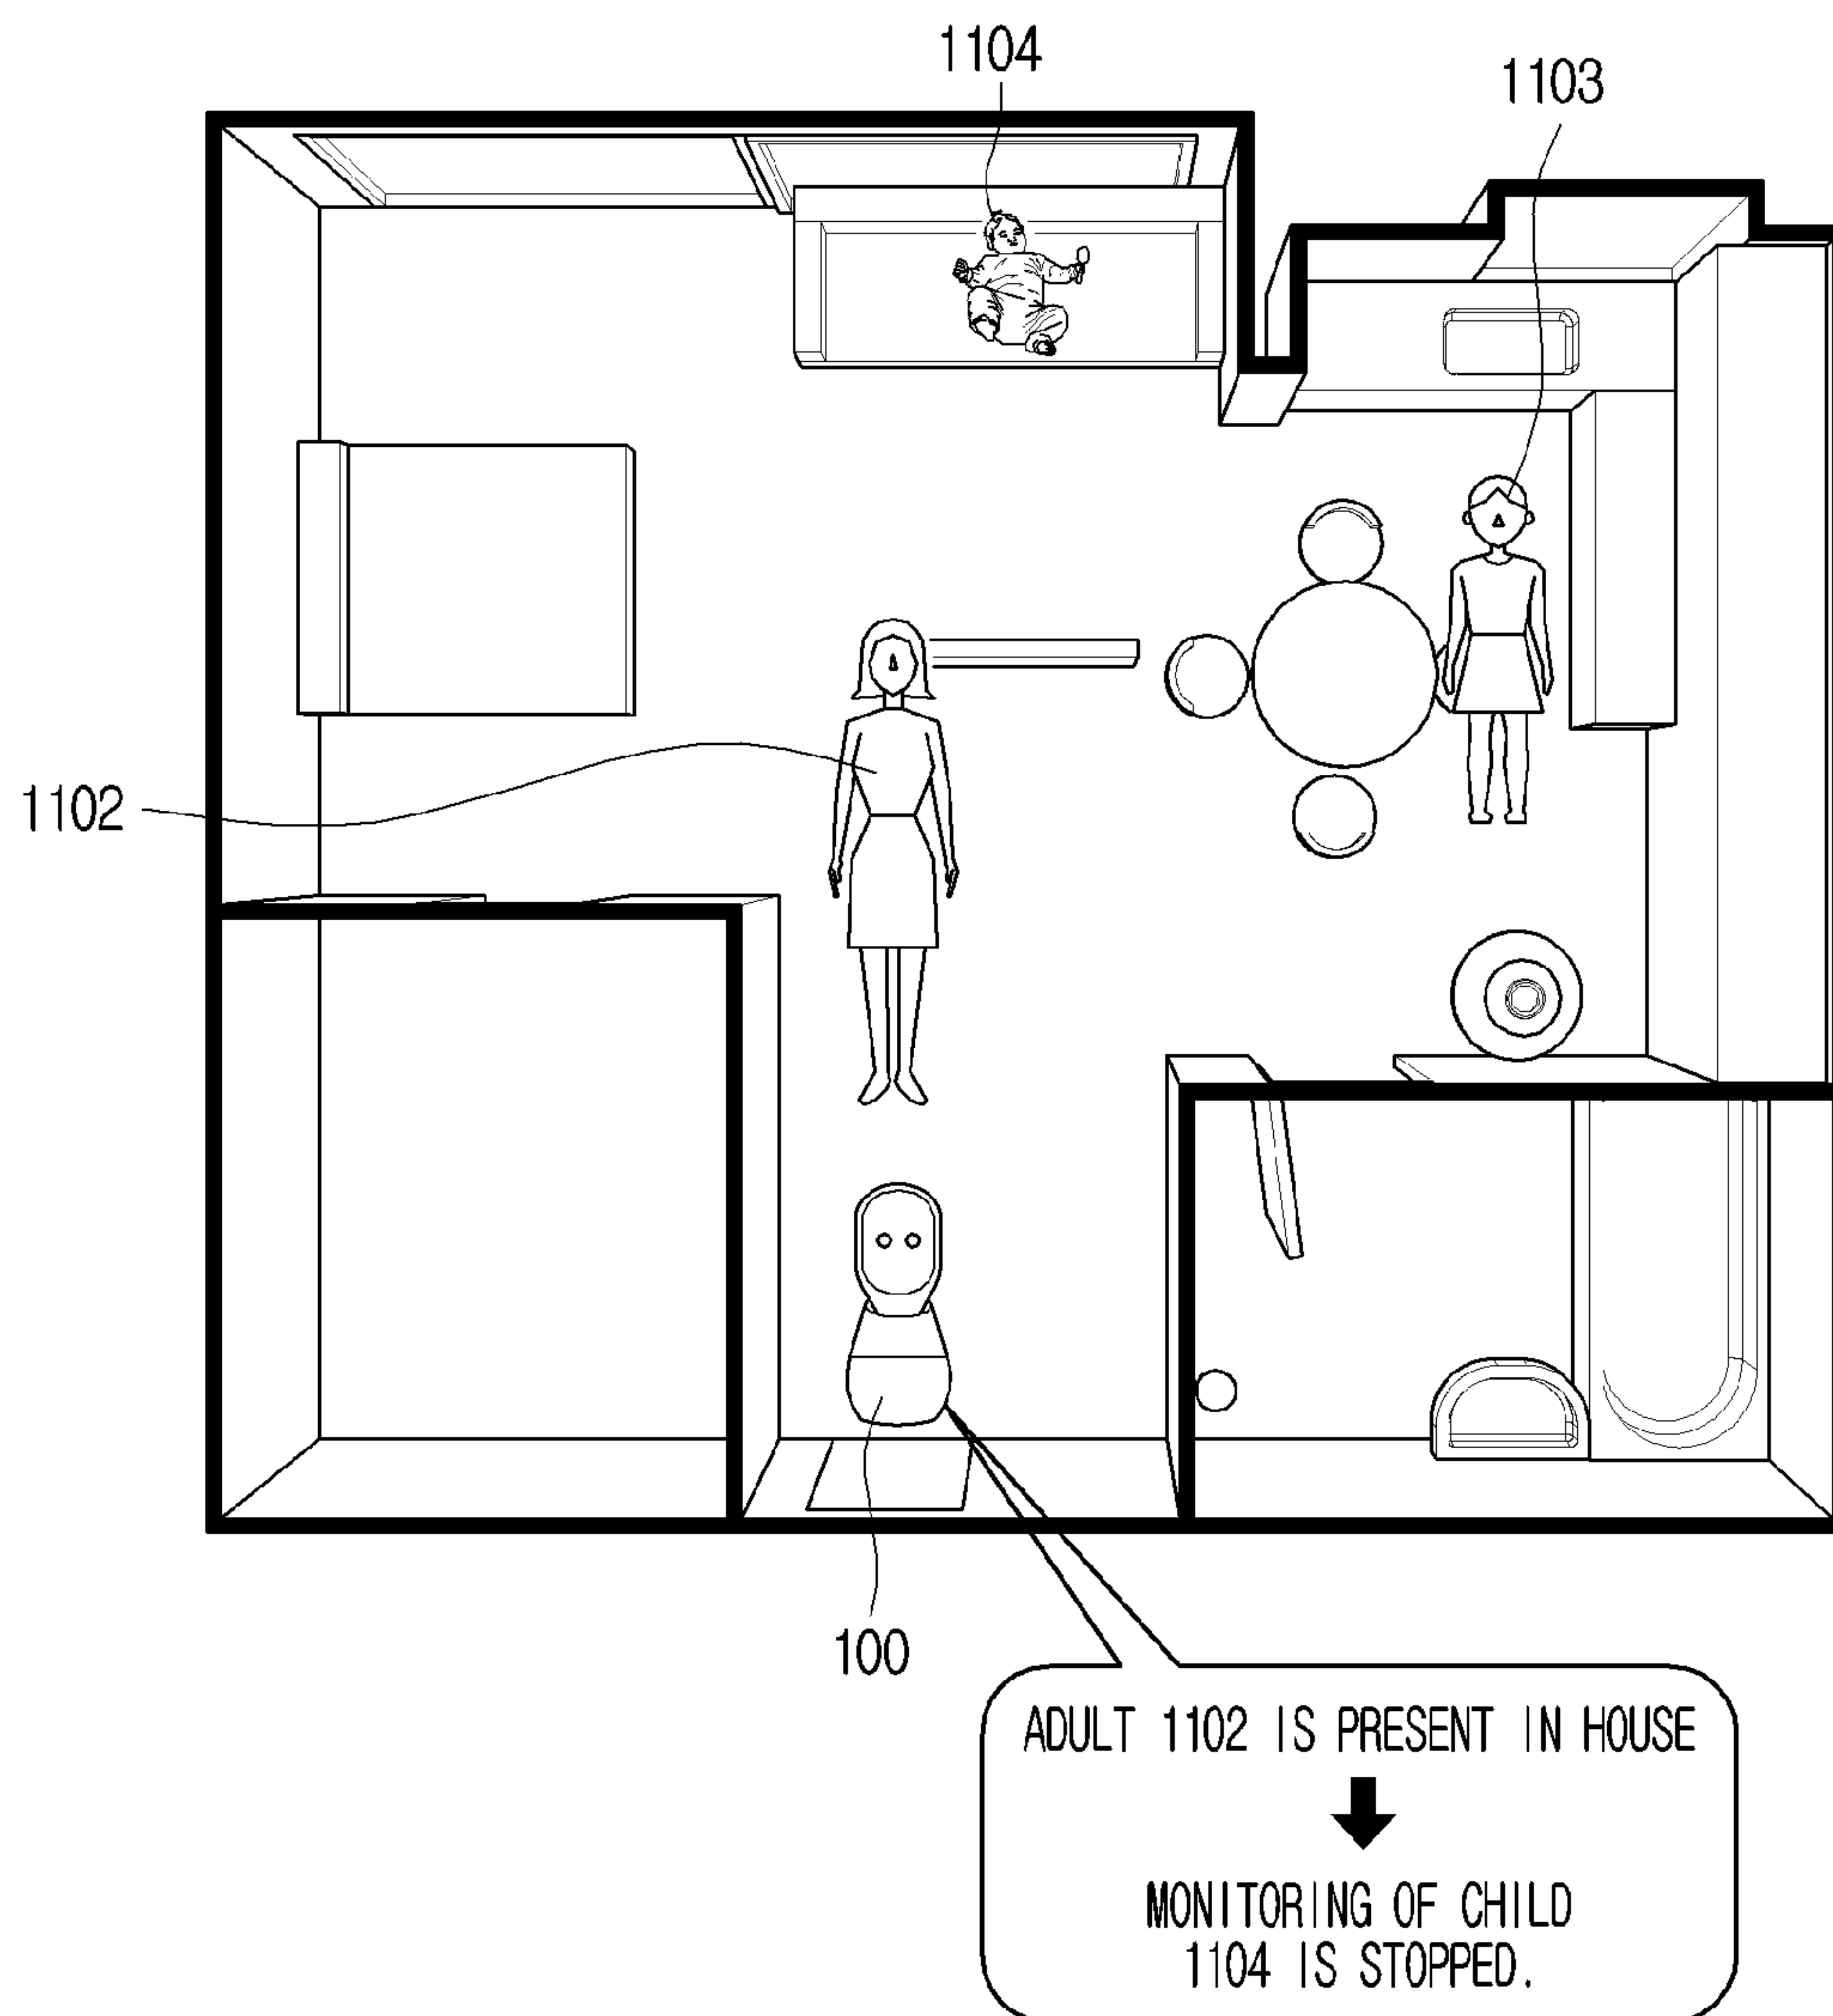 1104
1103
1102
100
ADULT 1102 IS PRESENT IN HOUSE
MONITORING OF CHILD
1104 IS STOPPED.